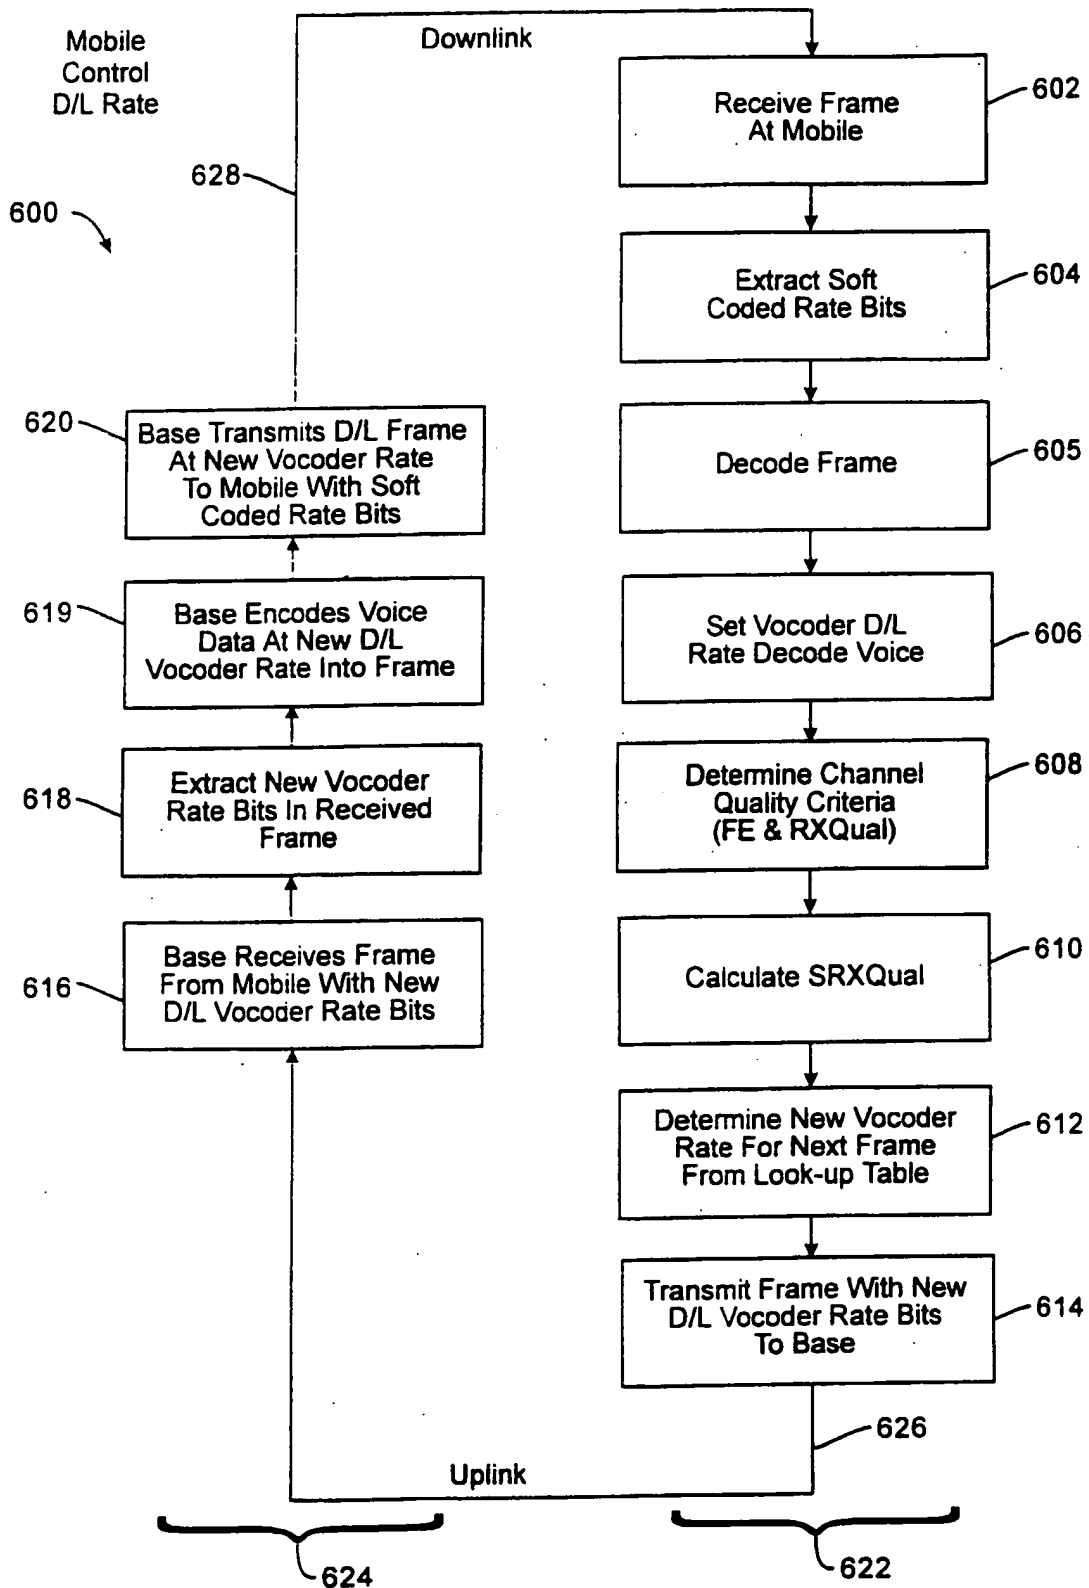 Mobile
Control
D/L Rate
600
Downlink
628
Receive Frame
At Mobile
602
Extract Soft
Coded Rate Bits
604
Decode Frame
605
Set Vocoder D/L
Rate Decode Voice
606
Determine Channel
Quality Criteria
(FE & RXQual)
608
Calculate SRXQual
610
Determine New Vocoder
Rate For Next Frame
From Look-up Table
612
Transmit Frame With New
D/L Vocoder Rate Bits
To Base
614
626
Uplink
620
Base Transmits D/L Frame
At New Vocoder Rate
To Mobile With Soft
Coded Rate Bits
619
Base Encodes Voice
Data At New D/L
Vocoder Rate Into Frame
618
Extract New Vocoder
Rate Bits In Received
Frame
616
Base Receives Frame
From Mobile With New
D/L Vocoder Rate Bits
624
622